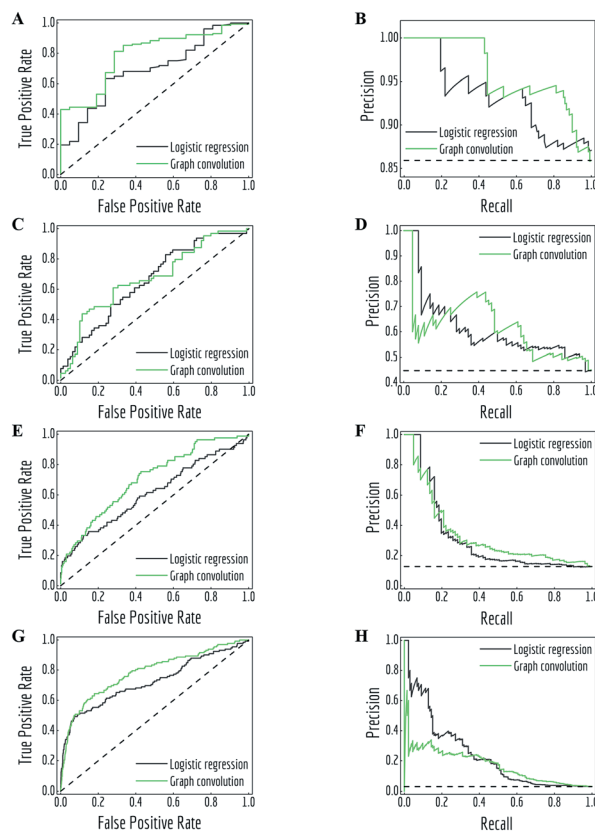 A
True Positive Rate
1.0
0.8
0.6
0.4
0.2
0.0
Logistic regression
Graph convolution
0.0 0.2 0.4 0.6 0.8 1.0
False Positive Rate
B
Precision
1.00
0.95
0.90
0.85
Logistic regression
Graph convolution
0.0 0.2 0.4 0.6 0.8 1.0
Recall
C
True Positive Rate
1.0
0.8
0.6
0.4
0.2
0.0
Logistic regression
Graph convolution
0.0 0.2 0.4 0.6 0.8 1.0
False Positive Rate
D
Precision
1.0
0.9
0.8
0.7
0.6
0.5
0.4
Logistic regression
Graph convolution
0.0 0.2 0.4 0.6 0.8 1.0
Recall
E
True Positive Rate
1.0
0.8
0.6
0.4
0.2
0.0
Logistic regression
Graph convolution
0.0 0.2 0.4 0.6 0.8 1.0
False Positive Rate
F
Precision
1.0
0.8
0.6
0.4
0.2
0.0
Logistic regression
Graph convolution
0.0 0.2 0.4 0.6 0.8 1.0
Recall
G
True Positive Rate
1.0
0.8
0.6
0.4
0.2
0.0
Logistic regression
Graph convolution
0.0 0.2 0.4 0.6 0.8 1.0
False Positive Rate
H
Precision
1.0
0.8
0.6
0.4
0.2
0.0
Logistic regression
Graph convolution
0.0 0.2 0.4 0.6 0.8 1.0
Recall